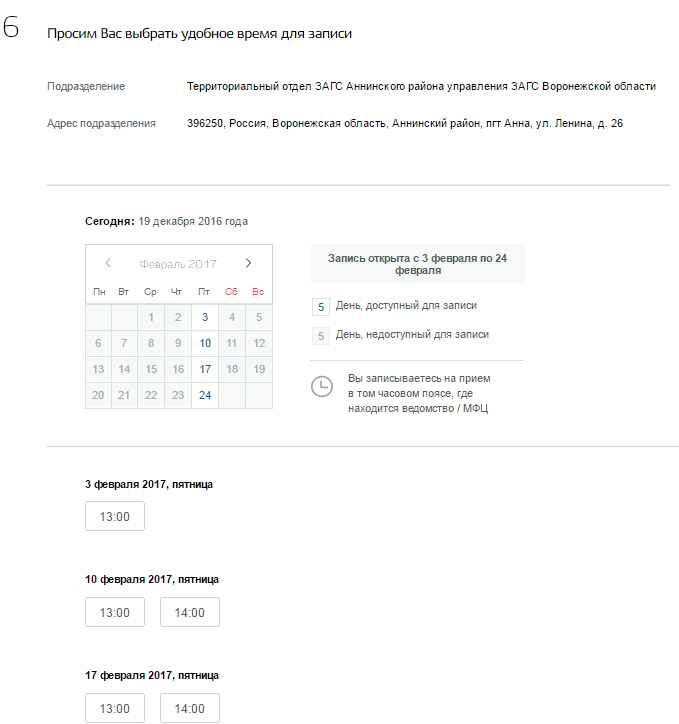 6
Просим Вас выбрать удобное время для записи
Подразделение
Территориальный отдел ЗАГС Аннинского района управления ЗАГС Воронежской области
Адрес подразделения
396250, Россия, Воронежская область, Аннинский район, пгт Анна, ул. Ленина, д. 26
Сегодня: 19 декабря 2016 года
Февраль 2017
Пн Вт Ср Чт Пт Сб Вс
1 2 3 4 5
6 7 8 9 10 11 12
13 14 15 16 17 18 19
20 21 22 23 24
Запись открыта с 3 февраля по 24
февраля
5 День, доступный для записи
5 День, недоступный для записи
Вы записываетесь на прием
в том часовом поясе, где
находится ведомство / МФЦ
3 февраля 2017, пятница
13:00
10 февраля 2017, пятница
13:00 14:00
17 февраля 2017, пятница
13:00 14:00